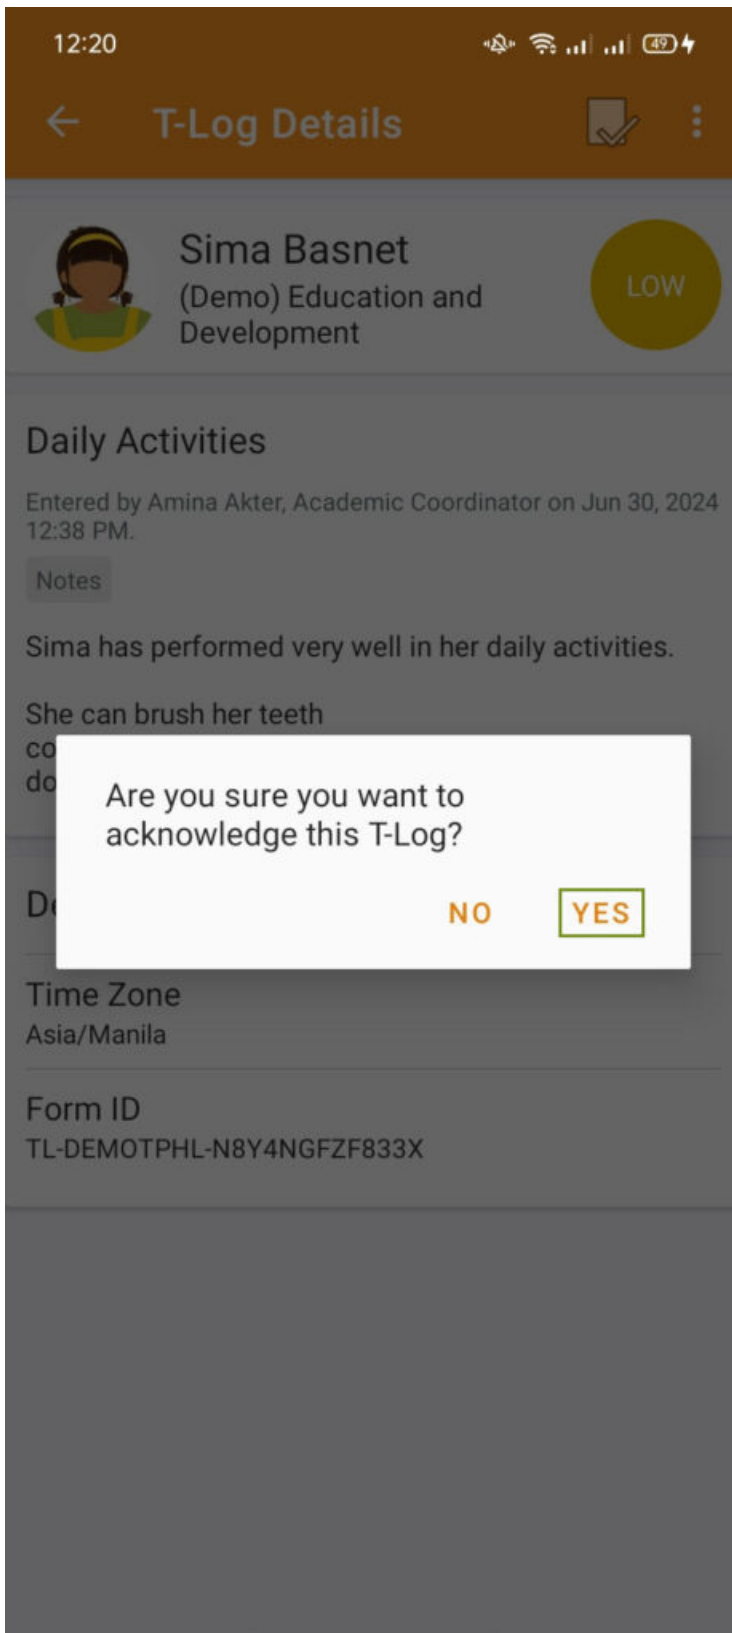 12:20
49
T-Log Details
Sima Basnet
(Demo) Education and
Development
LOW
Daily Activities
Entered by Amina Akter, Academic Coordinator on Jun 30, 2024
12:38 PM.
Notes
Sima has performed very well in her daily activities.
She can brush her teeth
co
do
Are you sure you want to
acknowledge this T-Log?
NO
YES
Time Zone
Asia/Manila
Form ID
TL-DEMOTPHL-N8Y4NGFZF833X